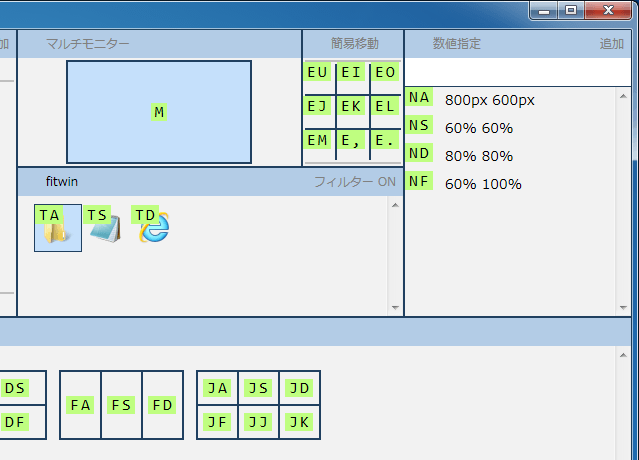 加 マルチモニター 簡易移動 数値指定 追加
M
EU EI EO
EJ EK EL
EM E, E.
NA 800px 600px
NS 60% 60%
ND 80% 80%
NF 60% 100%
fitwin フィルター ON
TA TS TD
DS
DF
FA FS FD
JA JS JD
JF JJ JK